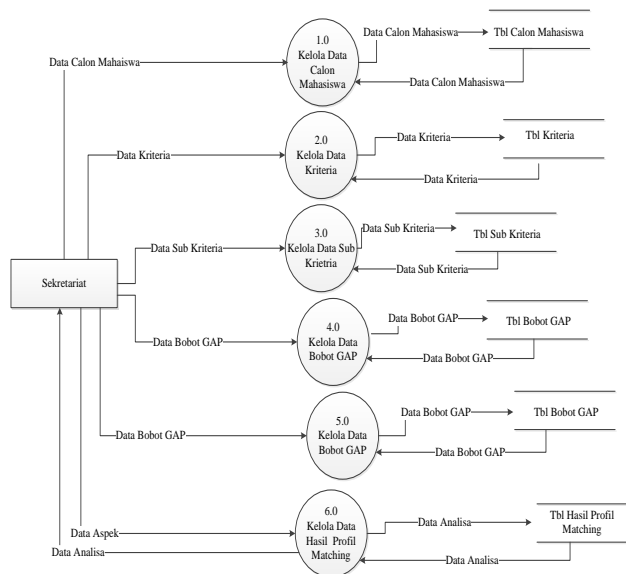 1.0
Kelola Data
Calon
Mahasiswa
Data Calon Mahasiswa
Tbl Calon Mahasiswa
Data Calon Mahaiswa
Data Calon Mahasiswa
2.0
Kelola Data
Kriteria
Data Kriteria
Tbl Kriteria
Data Kriteria
Data Kriteria
3.0
Kelola Data Sub
Krietria
Data Sub Kriteria
Tbl Sub Kriteria
Data Sub Kriteria
Data Sub Kriteria
Sekretariat
4.0
Kelola Data
Bobot GAP
Data Bobot GAP
Tbl Bobot GAP
Data Bobot GAP
Data Bobot GAP
5.0
Kelola Data
Bobot GAP
Data Bobot GAP
Tbl Bobot GAP
Data Bobot GAP
Data Bobot GAP
6.0
Kelola Data
Hasil Profil
Matching
Data Analisa
Tbl Hasil Profil
Matching
Data Aspek
Data Analisa
Data Analisa